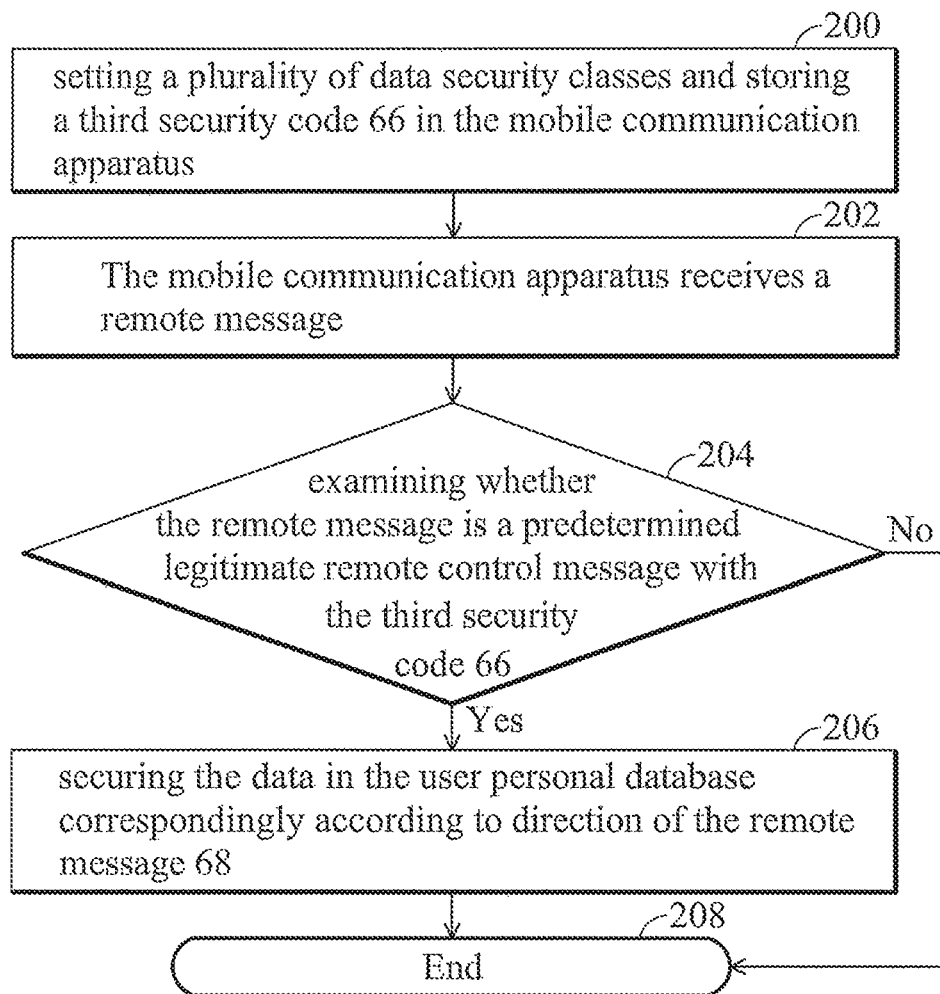 200
setting a plurality of data security classes and storing
a third security code 66 in the mobile communication
apparatus
202
The mobile communication apparatus receives a
remote message
204
examining whether
the remote message is a predetermined
legitimate remote control message with
the third security
code 66
No
Yes
206
securing the data in the user personal database
correspondingly according to direction of the remote
message 68
208
End